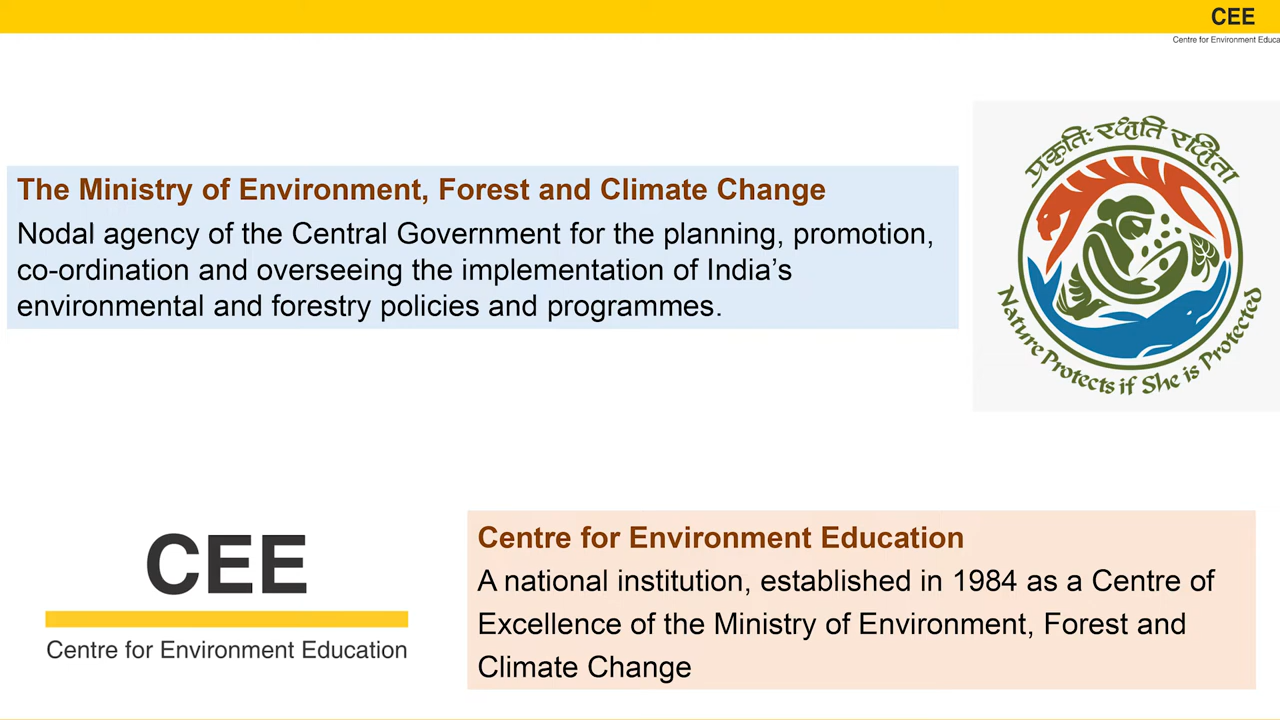 CEE
Centre for Environment Educa
प्रकृतिः रक्षति रक्षिता
The Ministry of Environment, Forest and Climate Change
Nodal agency of the Central Government for the planning, promotion,
co-ordination and overseeing the implementation of India’s
environmental and forestry policies and programmes.
Nature Protects if She is Protected
CEE
Centre for Environment Education
Centre for Environment Education
A national institution, established in 1984 as a Centre of
Excellence of the Ministry of Environment, Forest and
Climate Change